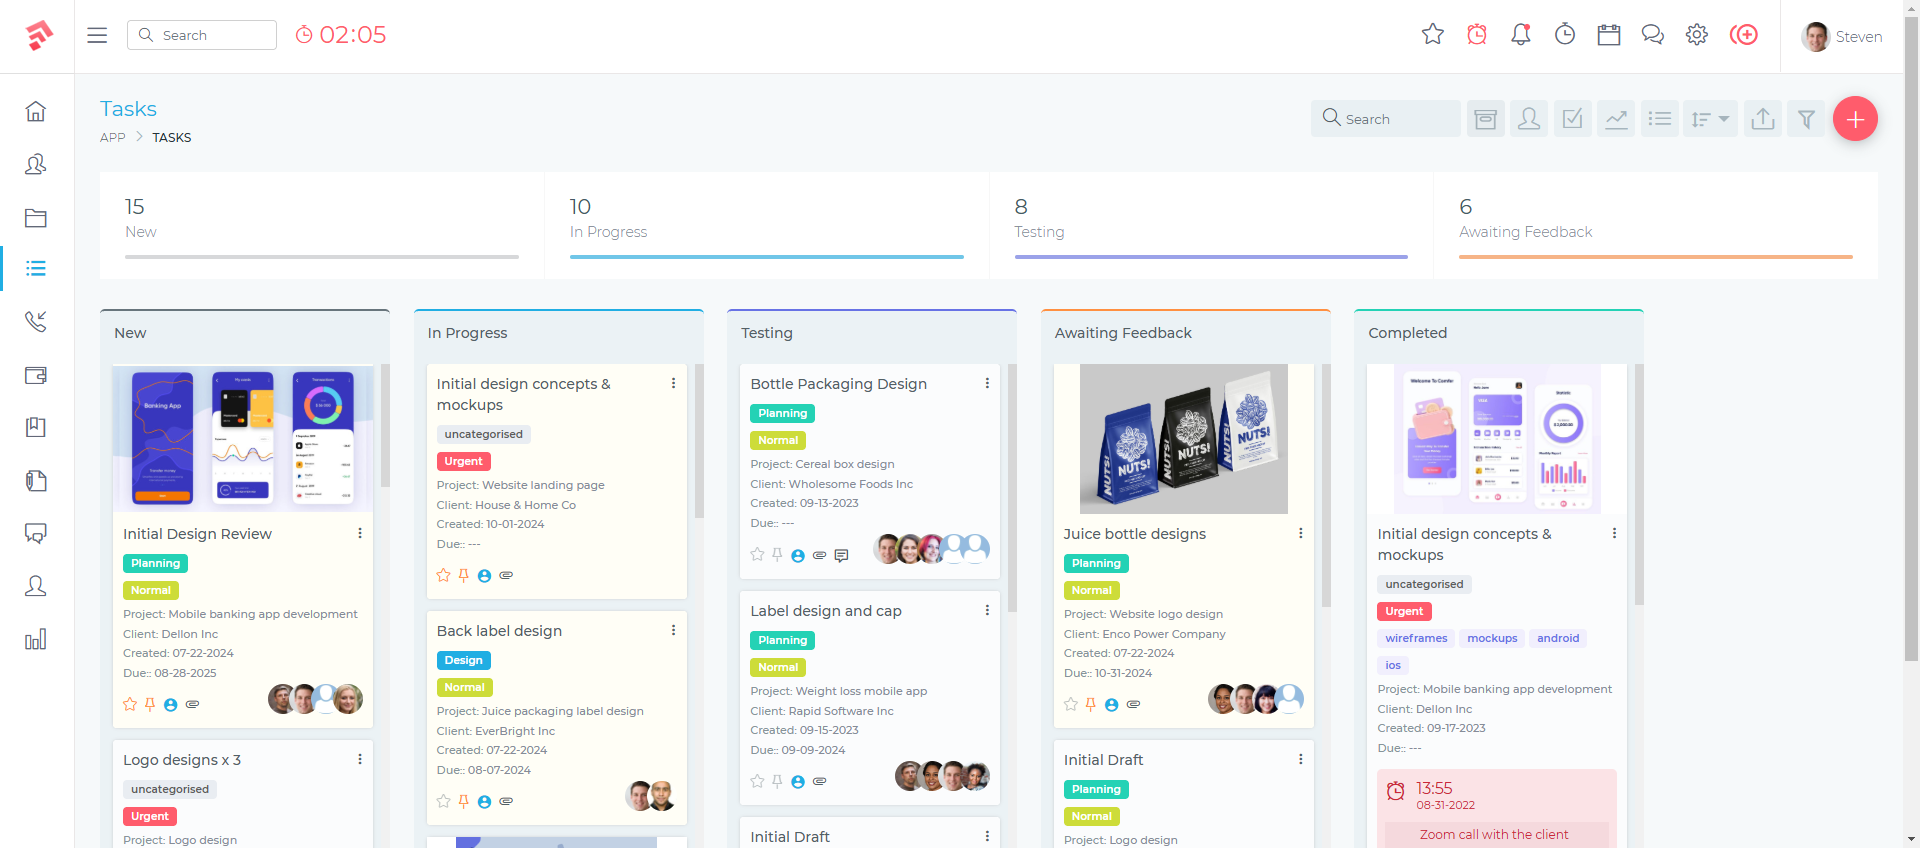 Search
02:05
Steven
Tasks
APP
TASKS
Search
15
New
10
In Progress
8
Testing
6
Awaiting Feedback
New
Banking App
Initial Design Review
Planning
Normal
Project: Mobile banking app development
Client: Dellon Inc
Created: 07-22-2024
Due:: 08-28-2025
Logo designs x 3
uncategorised
Urgent
Project: Logo design
In Progress
Initial design concepts &
mockups
uncategorised
Urgent
Project: Website landing page
Client: House & Home Co
Created: 10-01-2024
Due:: ---
Back label design
Design
Normal
Project: Juice packaging label design
Client: EverBright Inc
Created: 07-22-2024
Due:: 08-07-2024
Testing
Bottle Packaging Design
Planning
Normal
Project: Cereal box design
Client: Wholesome Foods Inc
Created: 09-13-2023
Due:: ---
Label design and cap
Planning
Normal
Project: Weight loss mobile app
Client: Rapid Software Inc
Created: 09-15-2023
Due:: 09-09-2024
Initial Draft
Awaiting Feedback
NUTS!
NUTS!
NUTS!
NUTS!
NUTS!
Juice bottle designs
Planning
Normal
Project: Website logo design
Client: Enco Power Company
Created: 07-22-2024
Due:: 10-31-2024
Initial Draft
Planning
Normal
Project: Logo design
Completed
Initial design concepts &
mockups
uncategorised
Urgent
wireframes
mockups
android
ios
Project: Mobile banking app development
Client: Dellon Inc
Created: 09-17-2023
Due:: ---
13:55
08-31-2022
Zoom call with the client